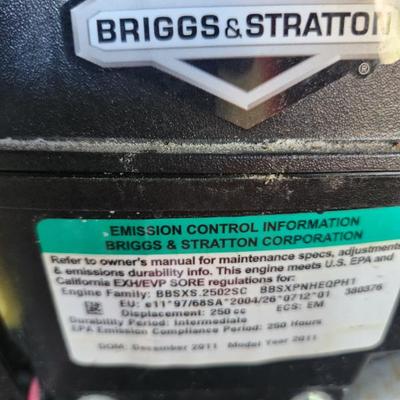 BRIGGS & STRATTON
®
EMISSION CONTROL INFORMATION
BRIGGS & STRATTON CORPORATION
Refer to owner's manual for maintenance specs, adjustments
& emissions durability info. This engine meets U.S. EPA and
California EXH/EVP SORE regulations for:
Engine Family: BBSXS.2502SC BBSXPNHEQPH1
EU: e11*97/68SA*2004/26*0712*01 380376
Displacement: 250 cc ECS: EM
Durability Period: Intermediate
EPA Emission Compliance Period: 250 Hours
DOM: December 2011 Model Year 2011